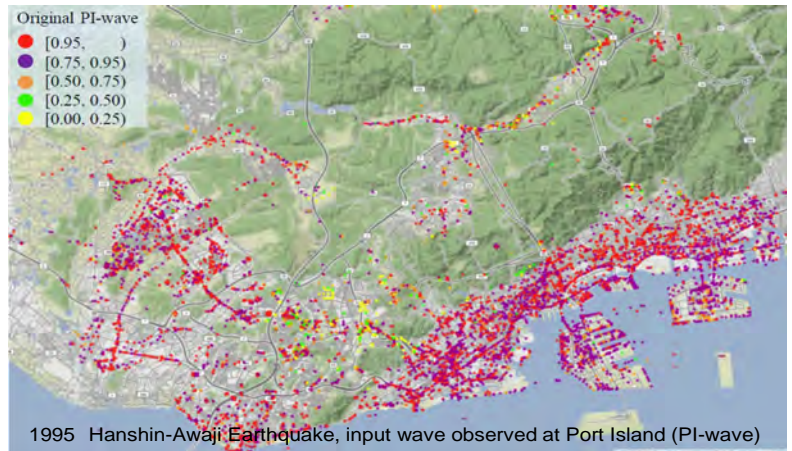 Original PI-wave
[0.95, )
[0.75, 0.95)
[0.50, 0.75)
[0.25, 0.50)
[0.00, 0.25)
1995 Hanshin-Awaji Earthquake, input wave observed at Port Island (PI-wave)